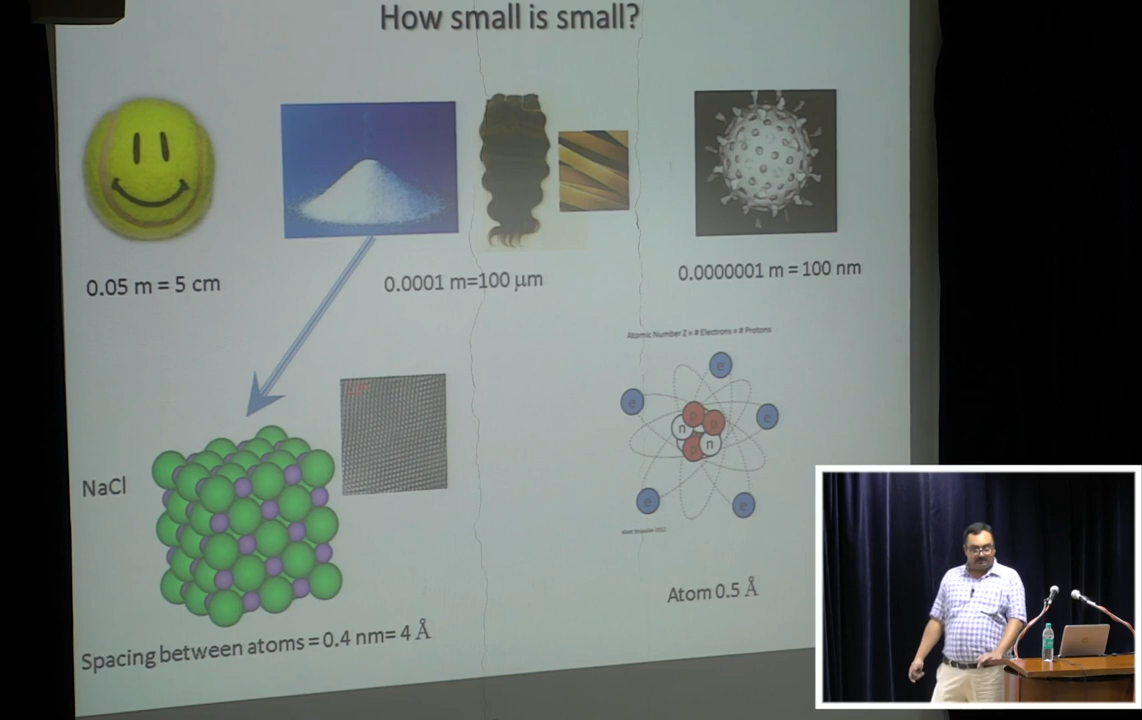 How small is small?
0.05 m = 5 cm
0.0001 m=100 μm
0.0000001 m = 100 nm
Atomic Number Z = # Electrons = # Protons
e
e
e
p
p
n
n
p
e
e
NaCl
Atom 0.5 Å
Spacing between atoms = 0.4 nm= 4 Å